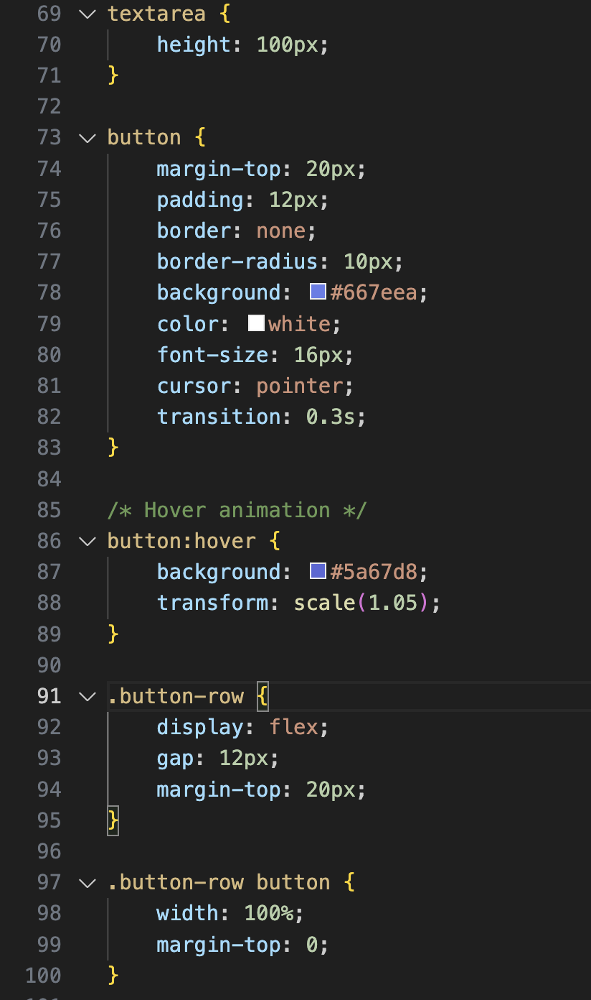 69 textarea {
70 height: 100px;
71 }
72
73 button {
74 margin-top: 20px;
75 padding: 12px;
76 border: none;
77 border-radius: 10px;
78 background: #667eea;
79 color: white;
80 font-size: 16px;
81 cursor: pointer;
82 transition: 0.3s;
83 }
84
85 /* Hover animation */
86 button:hover {
87 background: #5a67d8;
88 transform: scale(1.05);
89 }
90
91 .button-row {
92 display: flex;
93 gap: 12px;
94 margin-top: 20px;
95 }
96
97 .button-row button {
98 width: 100%;
99 margin-top: 0;
100 }